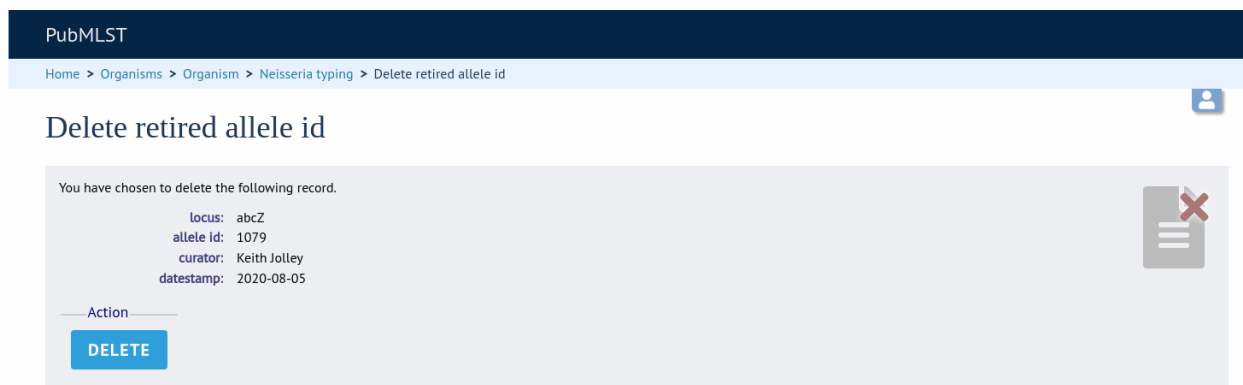 PubMLST
Home > Organisms > Organism > Neisseria typing > Delete retired allele id
Delete retired allele id
You have chosen to delete the following record.
locus: abcZ
allele id: 1079
curator: Keith Jolley
datestamp: 2020-08-05
Action
DELETE